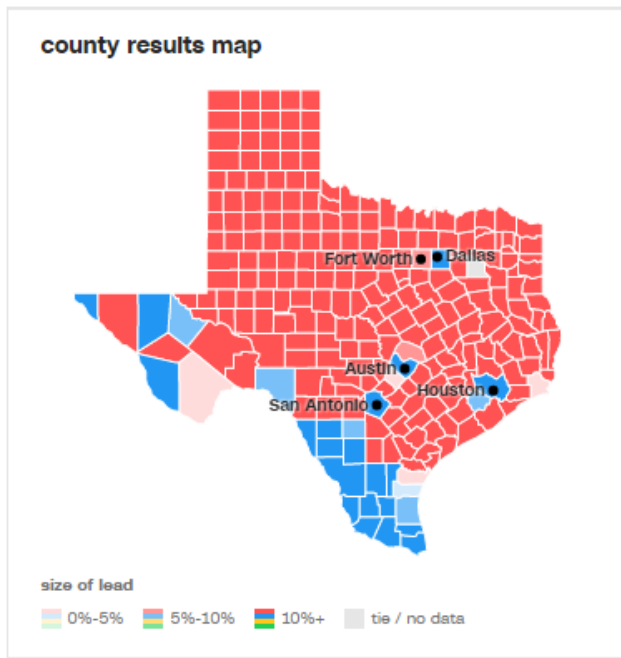 county results map
Fort Worth
Dallas
Austin
Houston
San Antonio
size of lead
0%-5% 5%-10% 10%+ tie / no data